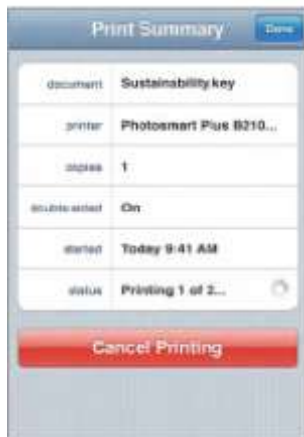 Print Summary Done
document Sustainability.key
printer Photosmart Plus B210...
copies 1
double-sided On
started Today 9:41 AM
status Printing 1 of 2...
Cancel Printing